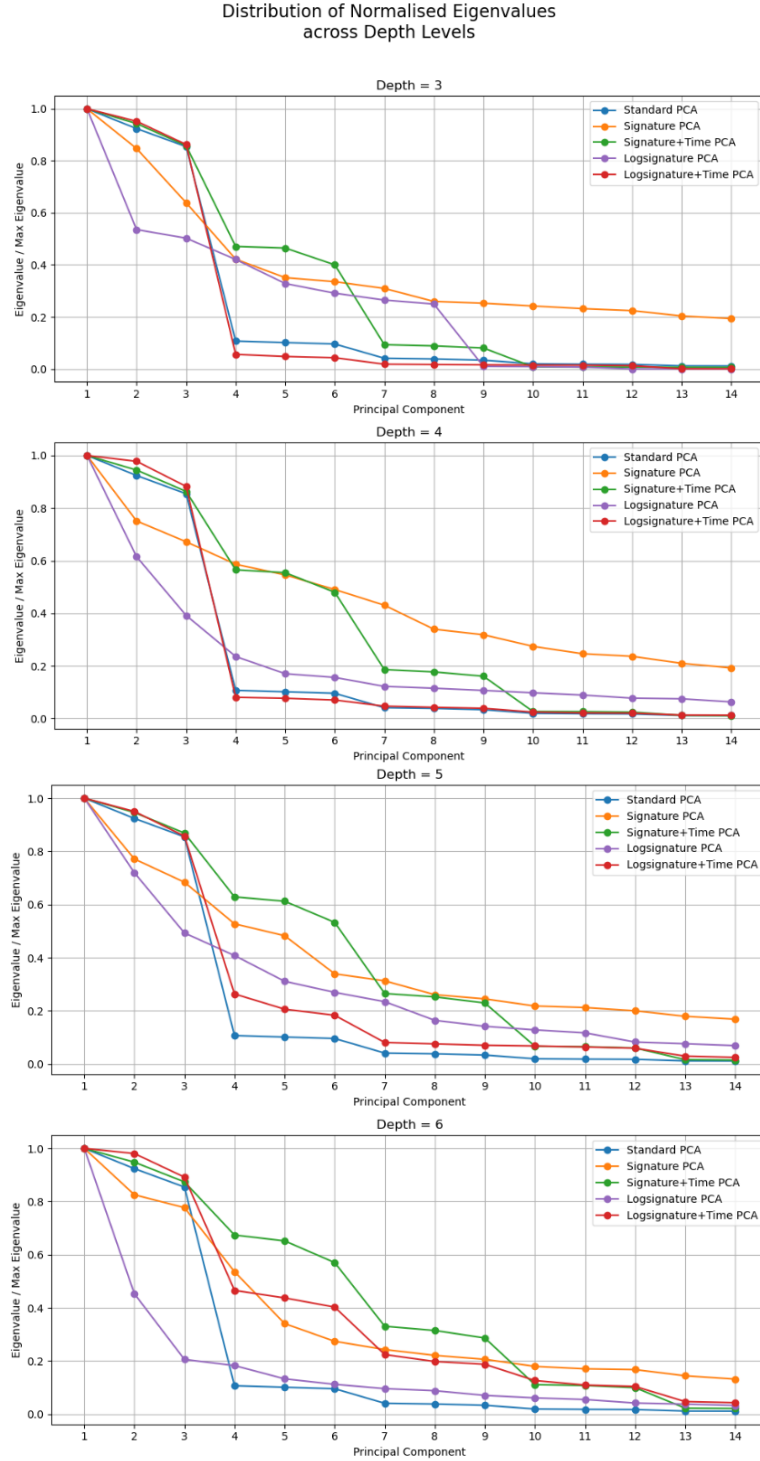 Distribution of Normalised Eigenvalues
across Depth Levels
Depth = 3
Eigenvalue / Max Eigenvalue
1.0
0.8
0.6
0.4
0.2
0.0
Standard PCA
Signature PCA
Signature+Time PCA
Logsignature PCA
Logsignature+Time PCA
1 2 3 4 5 6 7 8 9 10 11 12 13 14
Principal Component
Depth = 4
Eigenvalue / Max Eigenvalue
1.0
0.8
0.6
0.4
0.2
0.0
Standard PCA
Signature PCA
Signature+Time PCA
Logsignature PCA
Logsignature+Time PCA
1 2 3 4 5 6 7 8 9 10 11 12 13 14
Principal Component
Depth = 5
Eigenvalue / Max Eigenvalue
1.0
0.8
0.6
0.4
0.2
0.0
Standard PCA
Signature PCA
Signature+Time PCA
Logsignature PCA
Logsignature+Time PCA
1 2 3 4 5 6 7 8 9 10 11 12 13 14
Principal Component
Depth = 6
Eigenvalue / Max Eigenvalue
1.0
0.8
0.6
0.4
0.2
0.0
Standard PCA
Signature PCA
Signature+Time PCA
Logsignature PCA
Logsignature+Time PCA
1 2 3 4 5 6 7 8 9 10 11 12 13 14
Principal Component